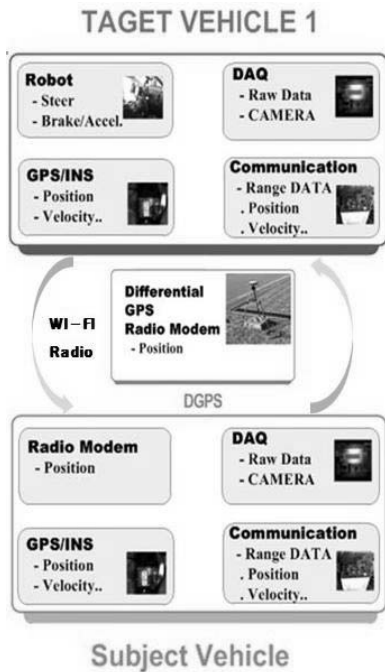 TAGET VEHICLE 1
Robot
- Steer
- Brake/Accel.
DAQ
- Raw Data
- CAMERA
GPS/INS
- Position
- Velocity..
Communication
- Range DATA
. Position
. Velocity..
WI-FI
Radio
Differential
GPS
Radio Modem
- Position
DGPS
Radio Modem
- Position
DAQ
- Raw Data
- CAMERA
GPS/INS
- Position
- Velocity..
Communication
- Range DATA
. Position
. Velocity..
Subject Vehicle